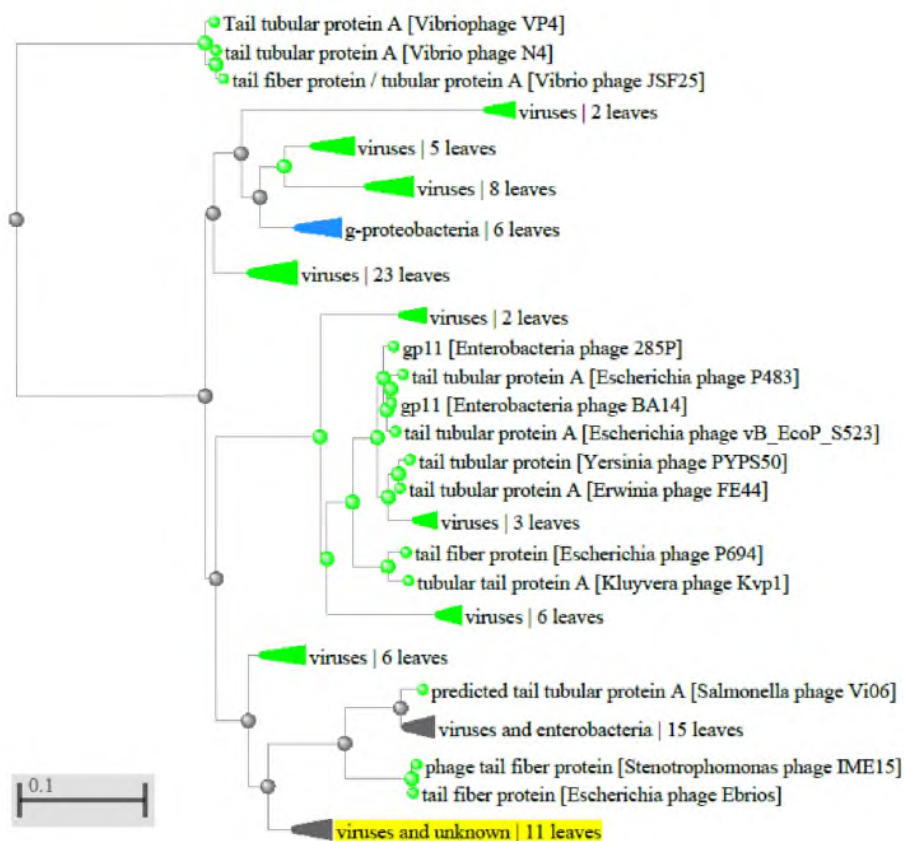 Tail tubular protein A [Vibriophage VP4]
tail tubular protein A [Vibrio phage N4]
tail fiber protein / tubular protein A [Vibrio phage JSF25]
viruses | 2 leaves
viruses | 5 leaves
viruses | 8 leaves
g-proteobacteria | 6 leaves
viruses | 23 leaves
viruses | 2 leaves
gp11 [Enterobacteria phage 285P]
tail tubular protein A [Escherichia phage P483]
gp11 [Enterobacteria phage BA14]
tail tubular protein A [Escherichia phage vB_EcoP_S523]
tail tubular protein [Yersinia phage PYPS50]
tail tubular protein A [Erwinia phage FE44]
viruses | 3 leaves
tail fiber protein [Escherichia phage P694]
tubular tail protein A [Kluyvera phage Kvp1]
viruses | 6 leaves
viruses | 6 leaves
predicted tail tubular protein A [Salmonella phage Vi06]
viruses and enterobacteria | 15 leaves
phage tail fiber protein [Stenotrophomonas phage IME15]
tail fiber protein [Escherichia phage Ebrios]
0.1
viruses and unknown | 11 leaves